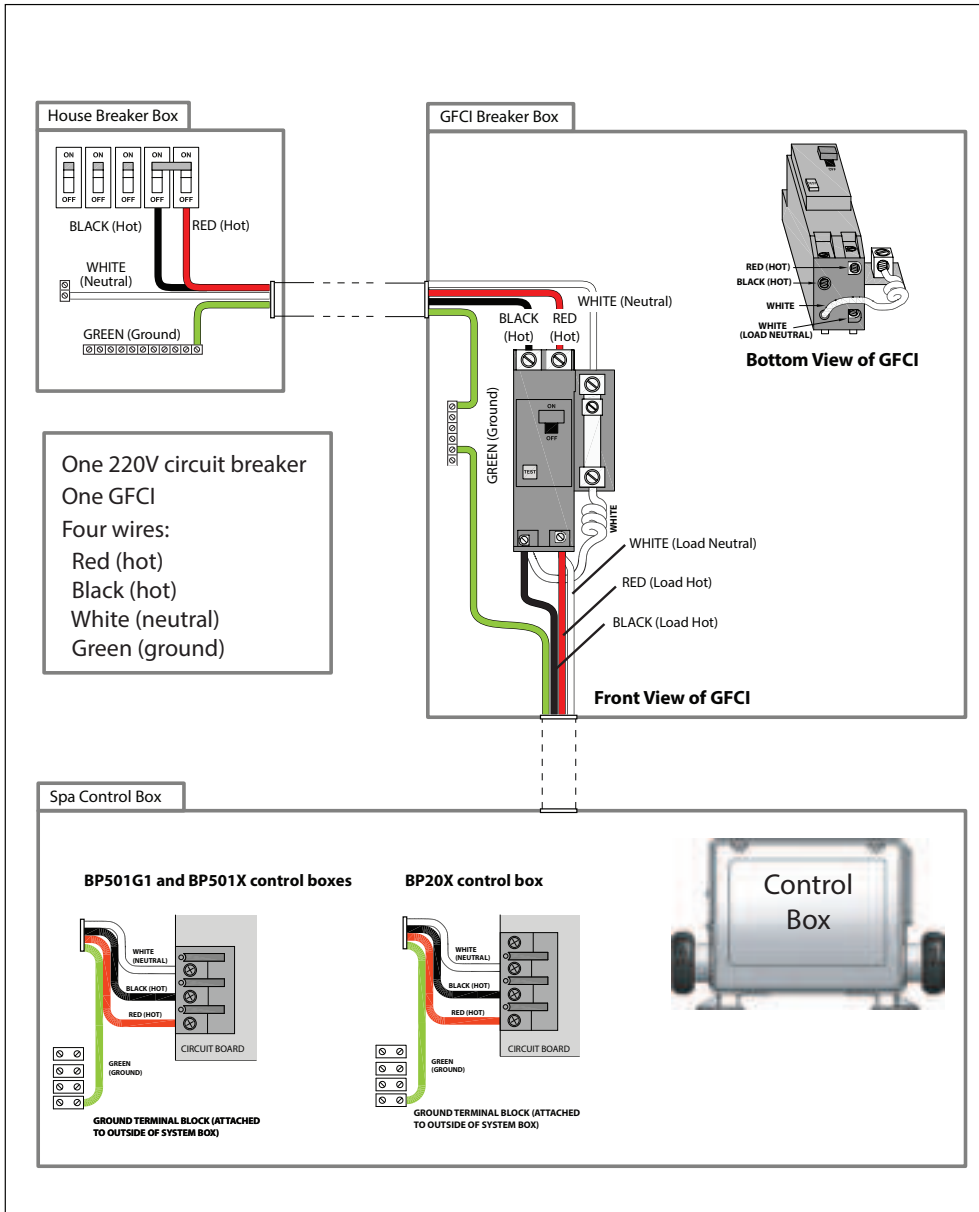 House Breaker Box
ON ON ON ON ON
OFF OFF OFF OFF OFF
BLACK (Hot)
RED (Hot)
WHITE
(Neutral)
GREEN (Ground)
One 220V circuit breaker
One GFCI
Four wires:
Red (hot)
Black (hot)
White (neutral)
Green (ground)
GFCI Breaker Box
WHITE (Neutral)
BLACK
(Hot)
RED
(Hot)
GREEN (Ground)
ON
OFF
TEST
WHITE
WHITE (Load Neutral)
RED (Load Hot)
BLACK (Load Hot)
Front View of GFCI
RED (HOT)
BLACK (HOT)
WHITE
WHITE
(LOAD NEUTRAL)
Bottom View of GFCI
Spa Control Box
BP501G1 and BP501X control boxes
WHITE
(NEUTRAL)
BLACK (HOT)
RED (HOT)
CIRCUIT BOARD
GREEN
(GROUND)
GROUND TERMINAL BLOCK (ATTACHED
TO OUTSIDE OF SYSTEM BOX)
BP20X control box
WHITE
(NEUTRAL)
BLACK (HOT)
RED (HOT)
CIRCUIT BOARD
GREEN
(GROUND)
GROUND TERMINAL BLOCK (ATTACHED
TO OUTSIDE OF SYSTEM BOX)
Control
Box